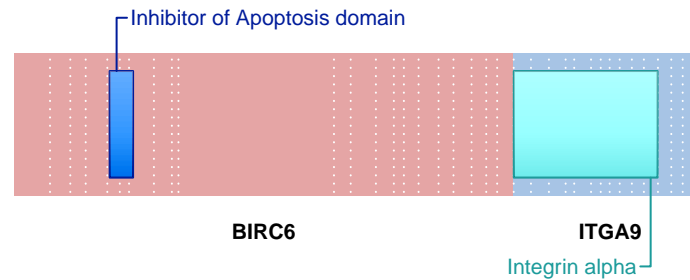 Inhibitor of Apoptosis domain
BIRC6
ITGA9
Integrin alpha